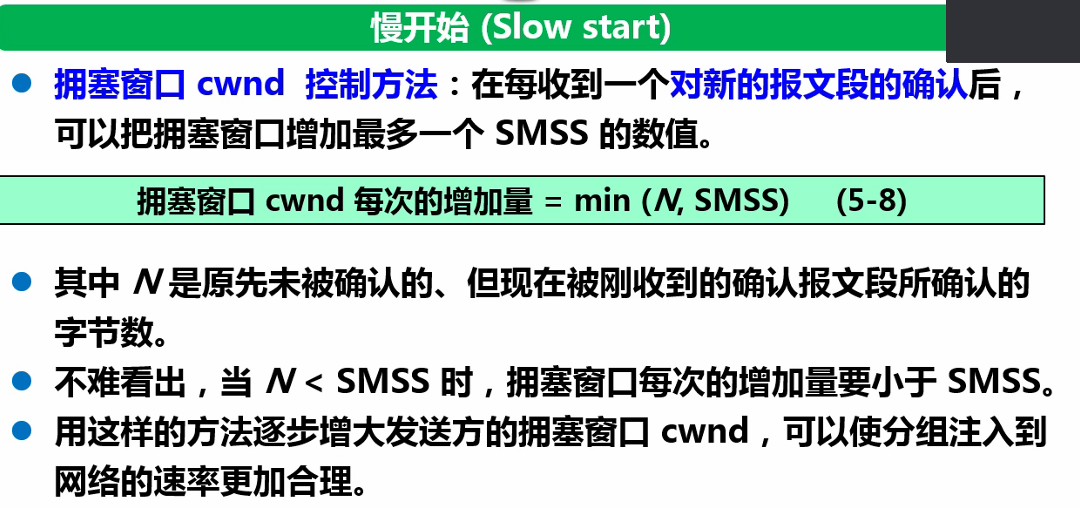 慢开始 (Slow start)
拥塞窗口 cwnd 控制方法：在每收到一个对新的报文段的确认后，
可以把拥塞窗口增加最多一个 SMSS 的数值。
拥塞窗口 cwnd 每次的增加量 = min (N, SMSS) (5-8)
其中 N 是原先未被确认的、但现在被刚收到的确认报文段所确认的
字节数。
不难看出，当 N < SMSS 时，拥塞窗口每次的增加量要小于 SMSS。
用这样的方法逐步增大发送方的拥塞窗口 cwnd，可以使分组注入到
网络的速率更加合理。